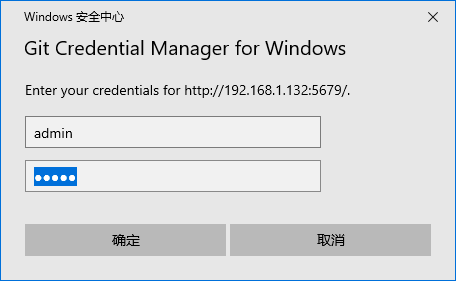 Windows 安全中心
Git Credential Manager for Windows
Enter your credentials for http://192.168.1.132:5679/.
admin
●●●●●
确定
取消